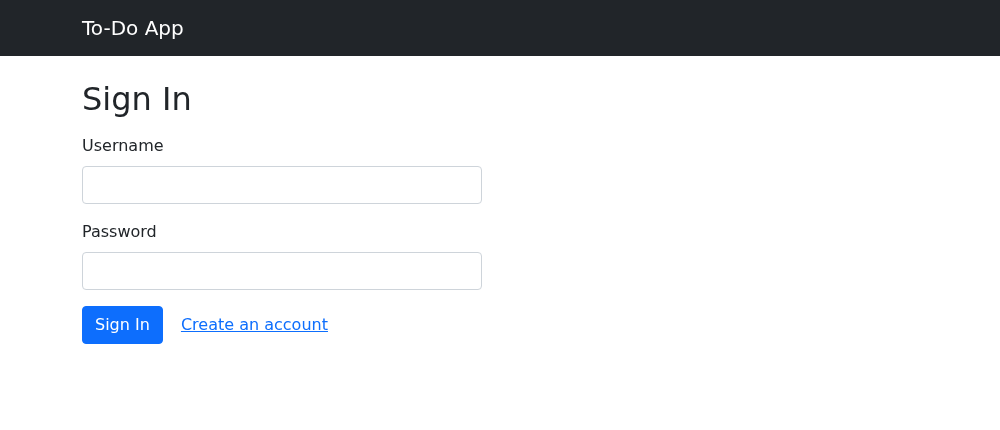 To-Do App
Sign In
Username
Password
Sign In Create an account